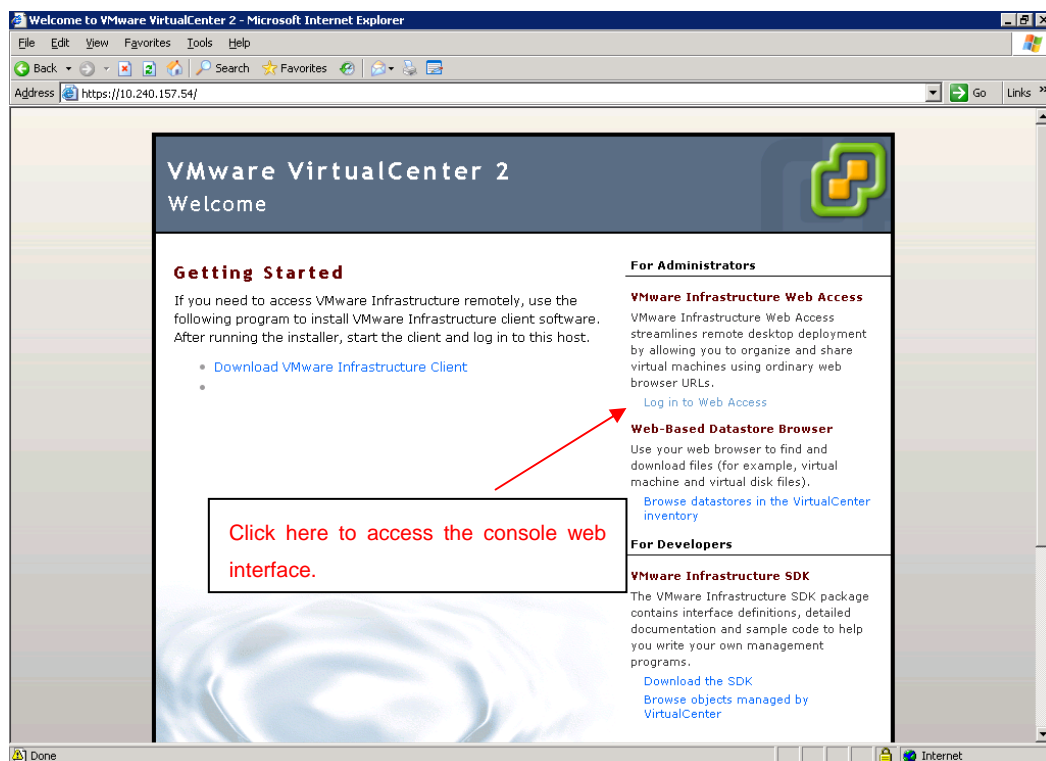 Welcome to VMware VirtualCenter 2 - Microsoft Internet Explorer
File Edit View Favorites Tools Help
Back Search Favorites
Address https://10.240.157.54/ Go Links »
VMware VirtualCenter 2
Welcome
Getting Started
If you need to access VMware Infrastructure remotely, use the
following program to install VMware Infrastructure client software.
After running the installer, start the client and log in to this host.
Download VMware Infrastructure Client
For Administrators
VMware Infrastructure Web Access
VMware Infrastructure Web Access
streamlines remote desktop deployment
by allowing you to organize and share
virtual machines using ordinary web
browser URLs.
Log in to Web Access
Web-Based Datastore Browser
Use your web browser to find and
download files (for example, virtual
machine and virtual disk files).
Browse datastores in the VirtualCenter
inventory
Click here to access the console web
interface.
For Developers
VMware Infrastructure SDK
The VMware Infrastructure SDK package
contains interface definitions, detailed
documentation and sample code to help
you write your own management
programs.
Download the SDK
Browse objects managed by
VirtualCenter
Done Internet